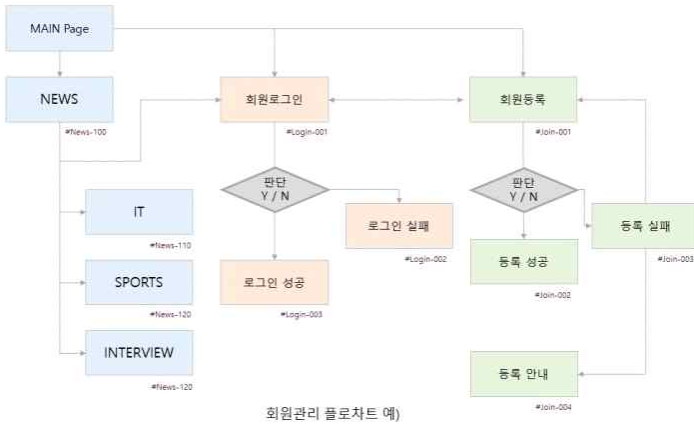 MAIN Page
NEWS
#News-100
회원로그인
#Login-001
회원등록
#Join-001
판단
Y / N
판단
Y / N
IT
#News-110
로그인 실패
#Login-002
등록 실패
#Join-003
SPORTS
#News-120
로그인 성공
#Login-003
등록 성공
#Join-002
INTERVIEW
#News-120
등록 안내
#Join-004
회원관리 플로차트 예)